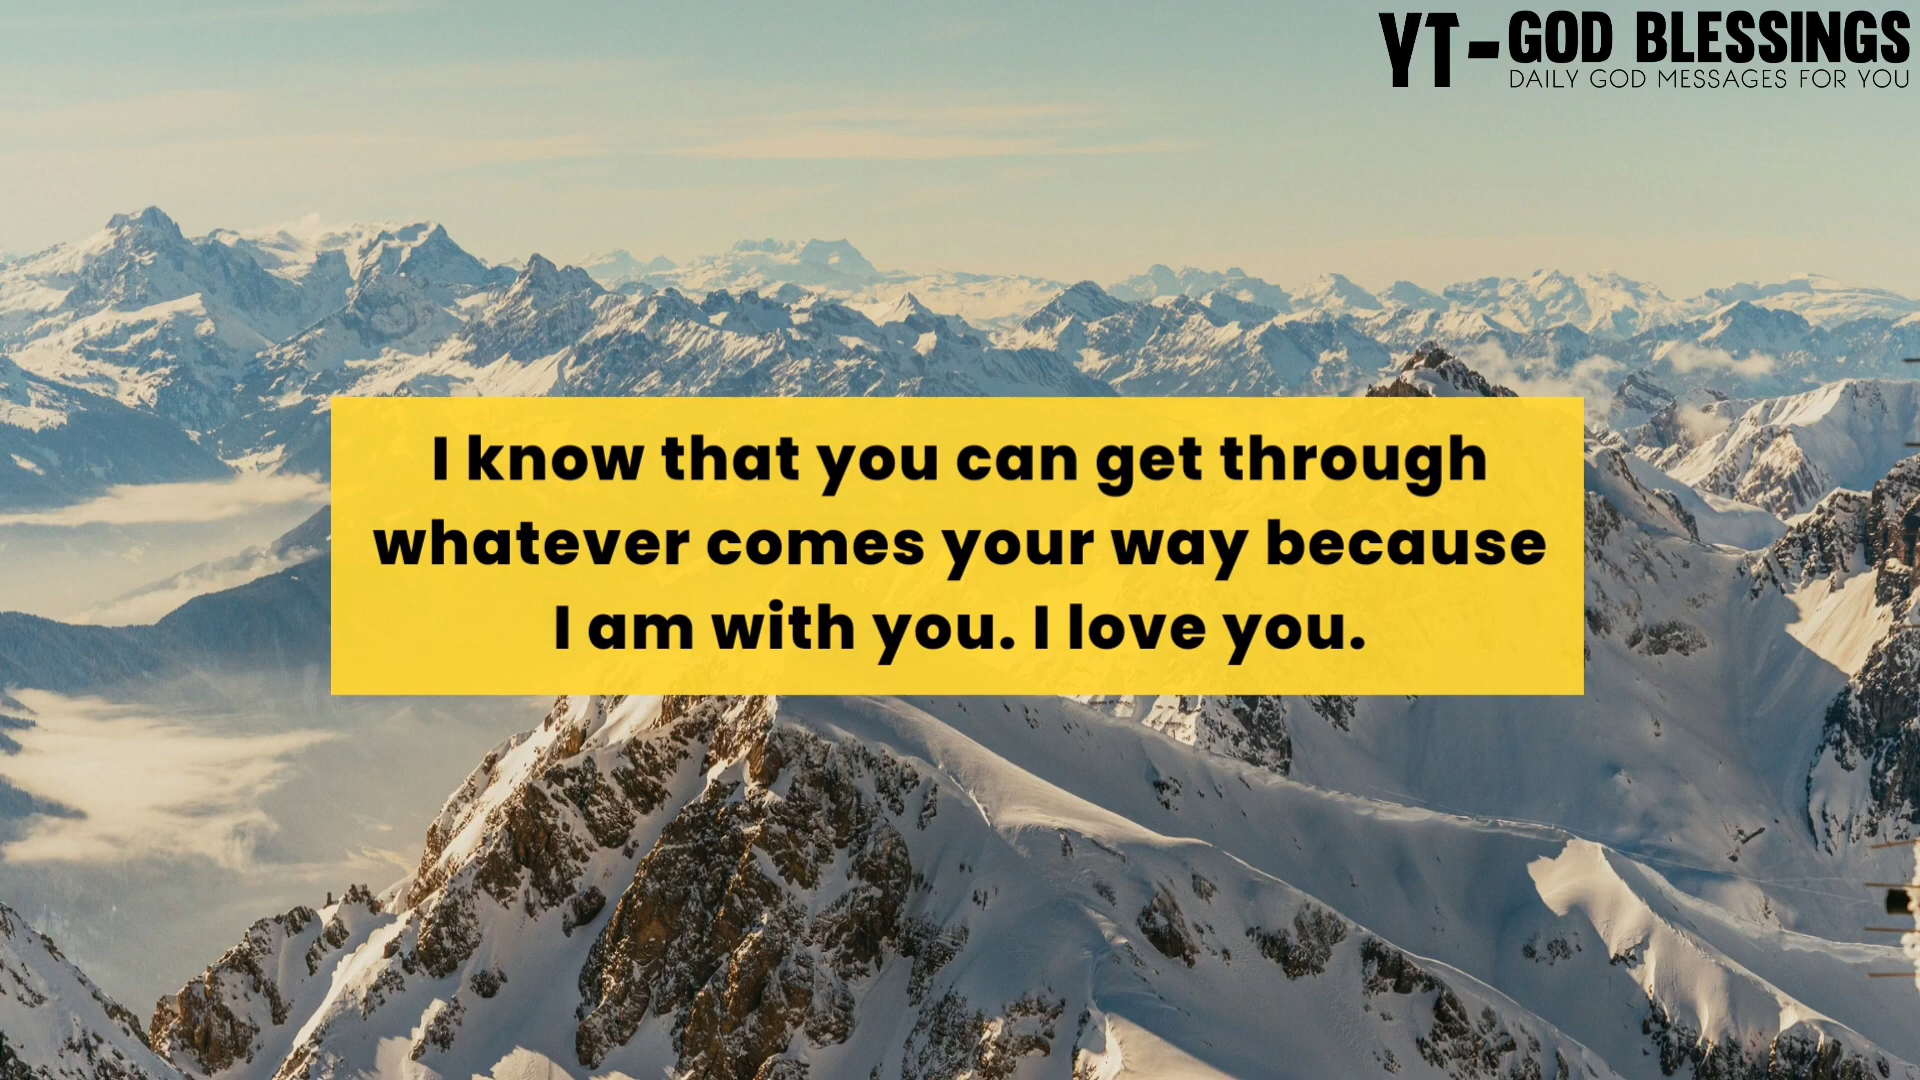 YT-GOD BLESSINGS
DAILY GOD MESSAGES FOR YOU
I know that you can get through
whatever comes your way because
I am with you. I love you.